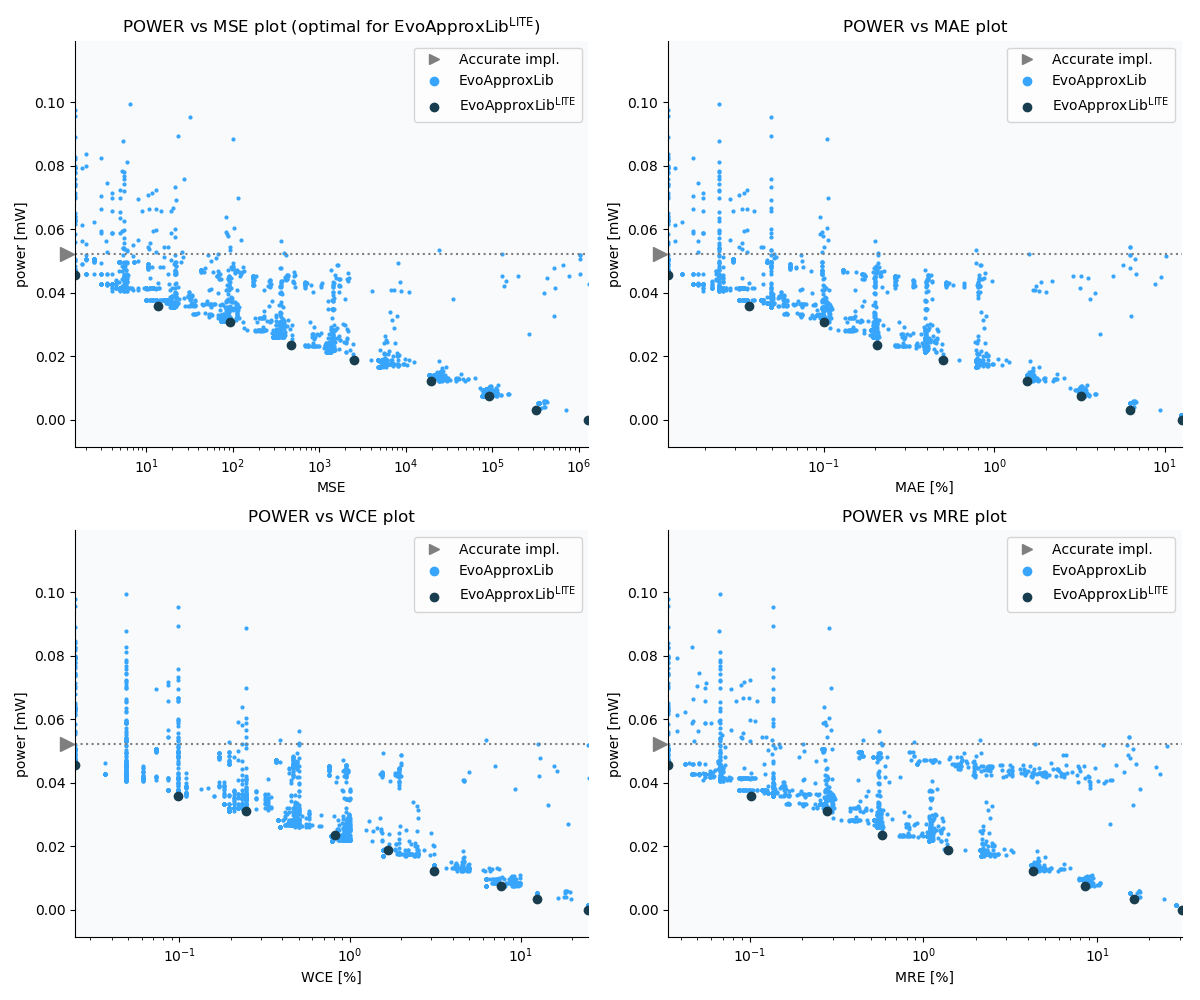 POWER vs MSE plot (optimal for EvoApproxLib^LITE)
Accurate impl.
EvoApproxLib
EvoApproxLib^LITE
0.10
0.08
0.06
0.04
0.02
0.00
power [mW]
10^1
10^2
10^3
10^4
10^5
10^6
MSE
POWER vs MAE plot
Accurate impl.
EvoApproxLib
EvoApproxLib^LITE
0.10
0.08
0.06
0.04
0.02
0.00
power [mW]
10^−1
10^0
10^1
MAE [%]
POWER vs WCE plot
Accurate impl.
EvoApproxLib
EvoApproxLib^LITE
0.10
0.08
0.06
0.04
0.02
0.00
power [mW]
10^−1
10^0
10^1
WCE [%]
POWER vs MRE plot
Accurate impl.
EvoApproxLib
EvoApproxLib^LITE
0.10
0.08
0.06
0.04
0.02
0.00
power [mW]
10^−1
10^0
10^1
MRE [%]